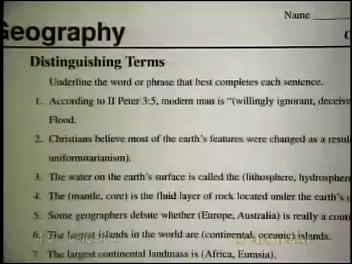 Name
Geography
Distinguishing Terms
Underline the word or phrase that best completes each sentence.
1. According to II Peter 3:5, modern man is "(willingly ignorant, deceive
Flood.
2. Christians believe most of the earth's features were changed as a resul
uniformitarianism).
3. The water on the earth's surface is called the (lithosphere, hydrosphere
4. The (mantle, core) is the fluid layer of rock located under the earth's c
5. Some geographers debate whether (Europe, Australia) is really a cont
6. The largest islands in the world are (continental, oceanic) islands.
7. The largest continental landmass is (Africa, Eurasia).